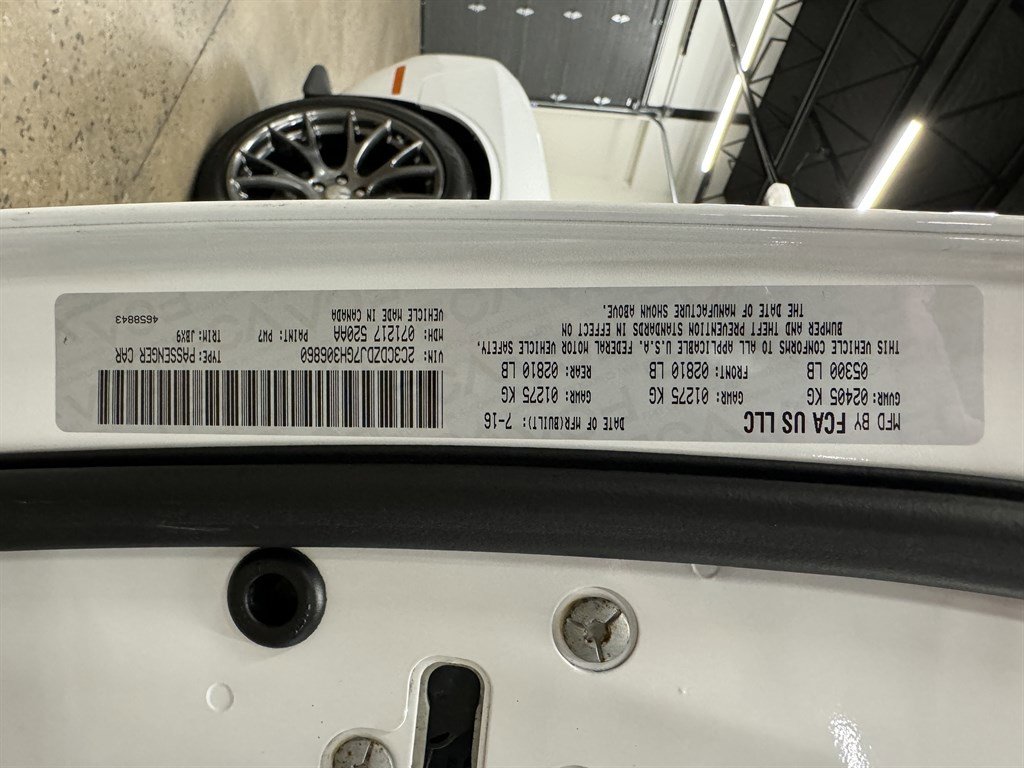 MFD BY FCA US LLC
DATE OF MFR(BUILT): 7-16
GVWR: 02405 KG
GAWR: 01275 KG
GAWR: 01275 KG
05300 LB
FRONT: 02810 LB
REAR: 02810 LB
THIS VEHICLE CONFORMS TO ALL APPLICABLE U.S.A. FEDERAL MOTOR VEHICLE SAFETY,
BUMPER AND THEFT PREVENTION STANDARDS IN EFFECT ON
THE DATE OF MANUFACTURE SHOWN ABOVE.
VIN: 2C3CDZDJ7GH306860
TYPE: PASSENGER CAR
MDH: 071217 520AA
PAINT: PW7
TRIM: JBX9
VEHICLE MADE IN CANADA
4658843